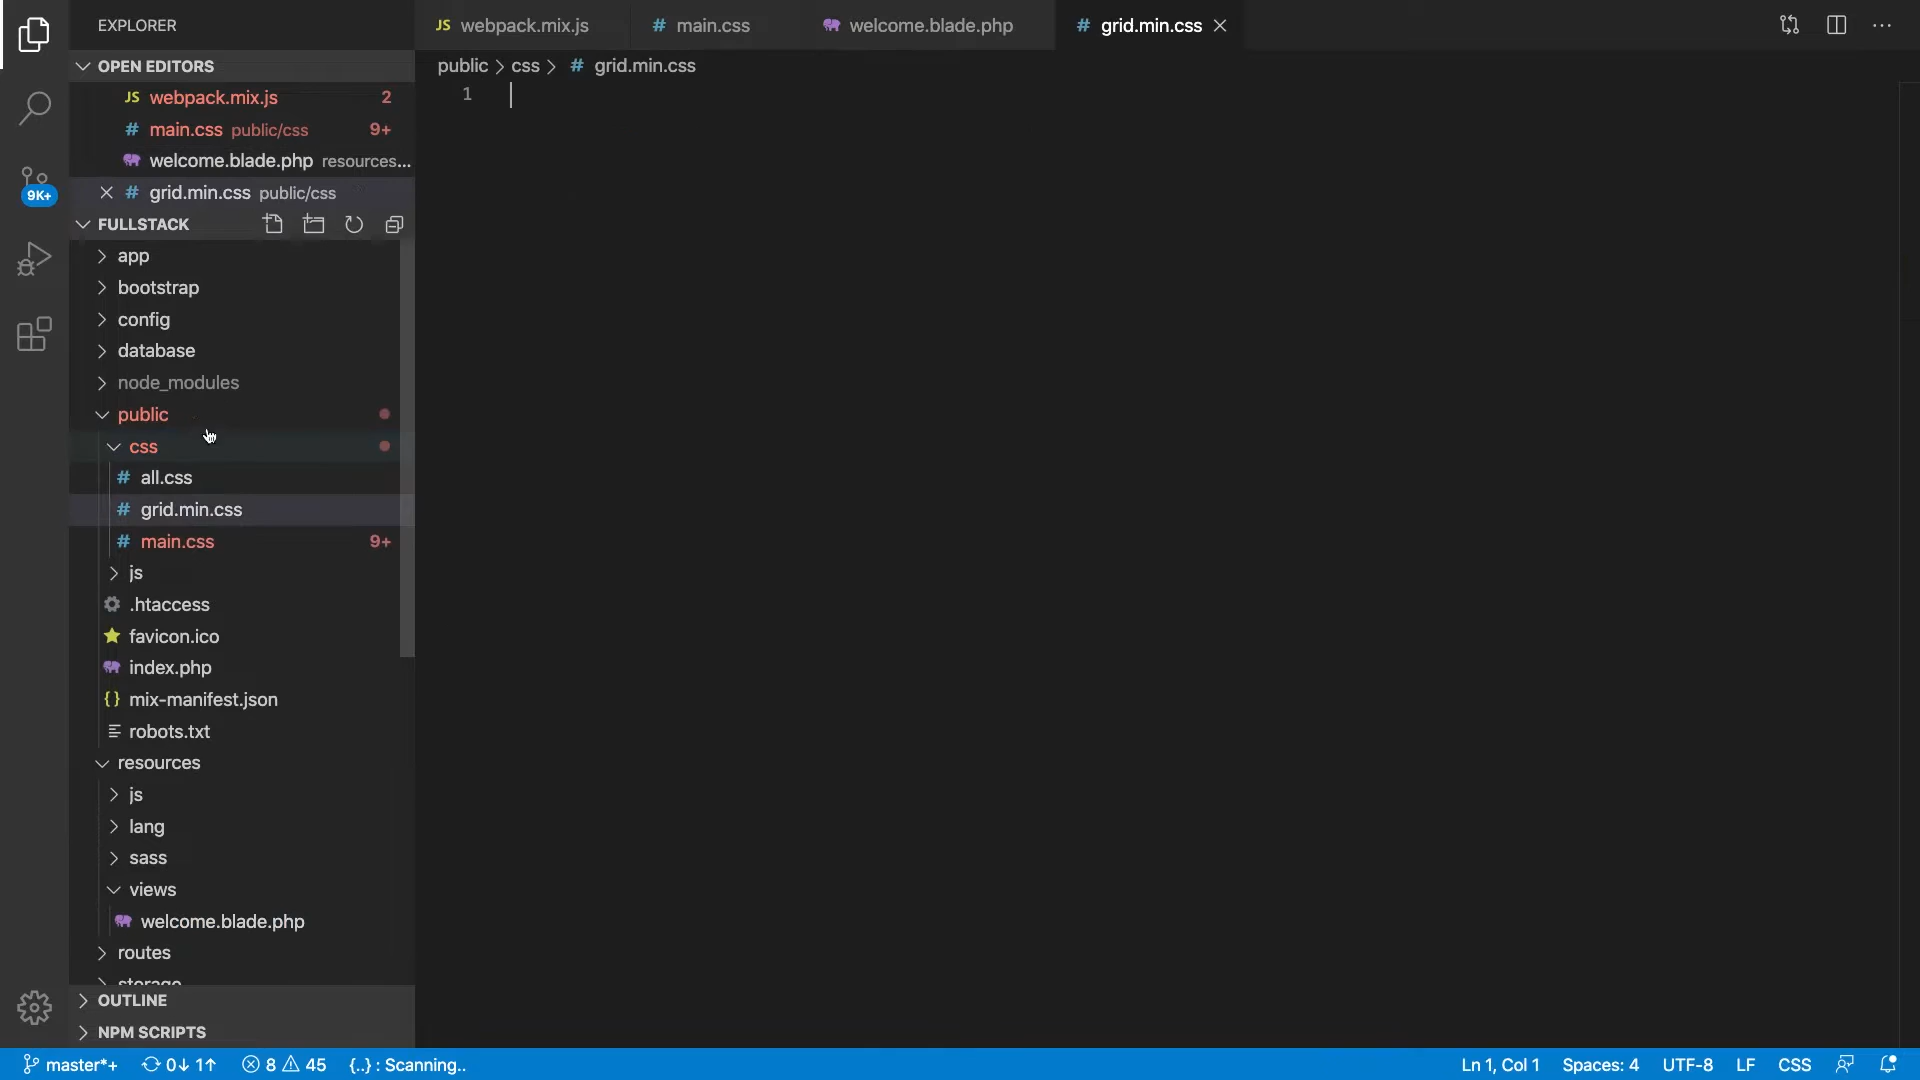 EXPLORER
JS webpack.mix.js
# main.css
welcome.blade.php
# grid.min.css
OPEN EDITORS
public > css > # grid.min.css
1
JS webpack.mix.js 2
# main.css public/css 9+
welcome.blade.php resources...
# grid.min.css public/css
9K+
FULLSTACK
app
bootstrap
config
database
node_modules
public
css
# all.css
# grid.min.css
# main.css 9+
js
.htaccess
favicon.ico
index.php
{} mix-manifest.json
robots.txt
resources
js
lang
sass
views
welcome.blade.php
routes
storage
OUTLINE
NPM SCRIPTS
master*+ 0↓ 1↑ 8 45 {..} : Scanning.. Ln 1, Col 1 Spaces: 4 UTF-8 LF CSS